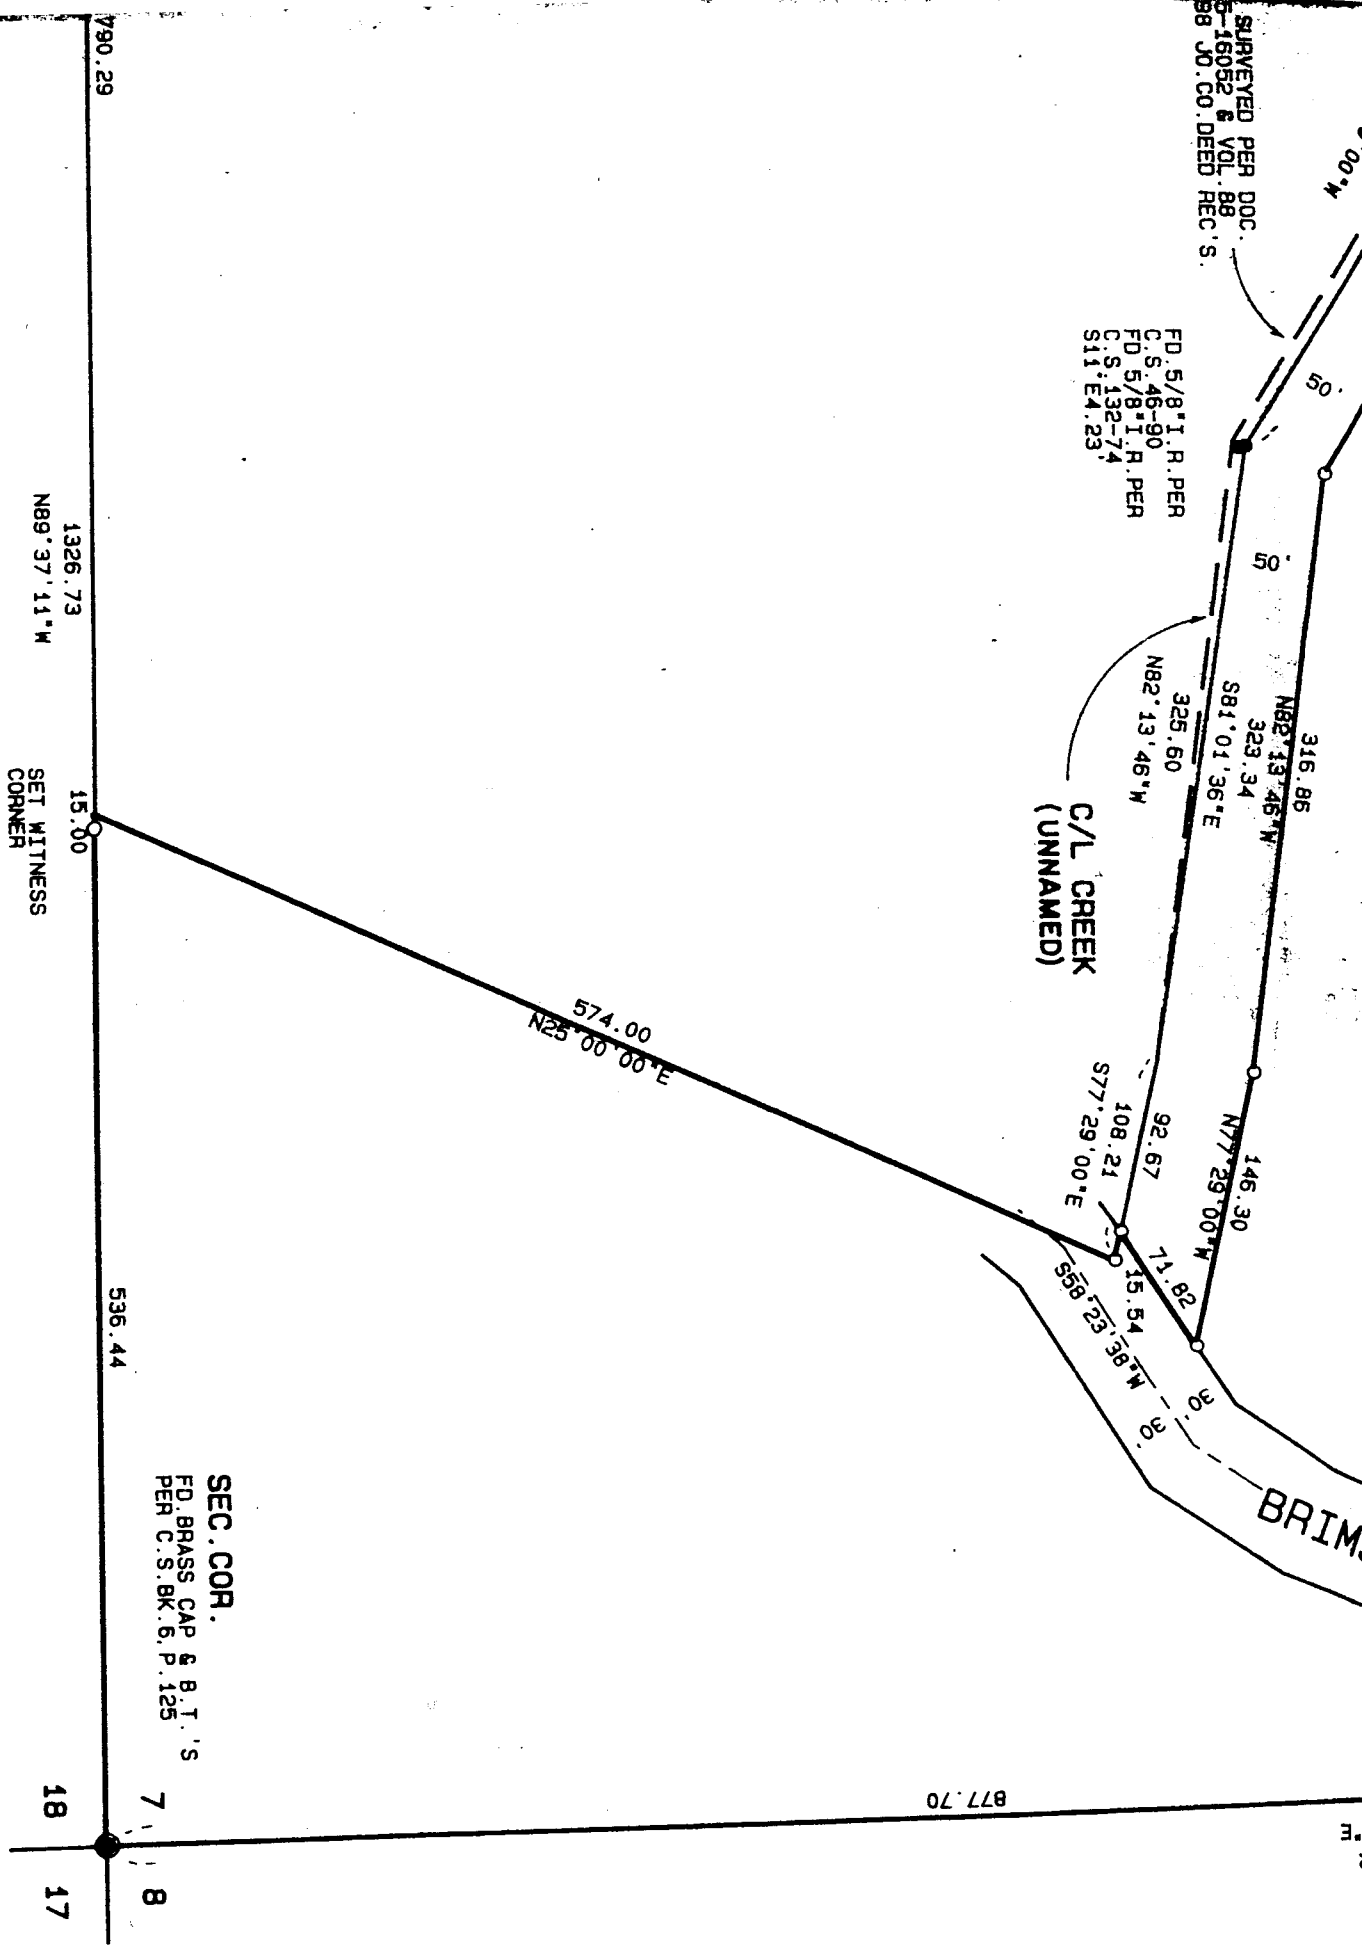 SURVEYED PER DOC.
5-16052 & VOL.88
98 JO.CO.DEED REC'S.
00"W
50'
FD.5/8"I.R.PER
C.S.46-90
FD 5/8"I.R.PER
C.S.132-74
S11°E4.23'
50'
316.86
N82°13'46"W
323.34
S81°01'36"E
325.60
N82°13'46"W
C/L CREEK
(UNNAMED)
146.30
N77°29'00"W
92.67
108.21
S77°29'00"E
71.82
15.54
S58°23'38"W
30'
30'
574.00
N25°00'00"E
790.29
1326.73
N89°37'11"W
15.00
SET WITNESS
CORNER
536.44
SEC.COR.
FD.BRASS CAP & B.T.'S
PER C.S.BK.6,P.125
877.70
"E
7
8
18
17